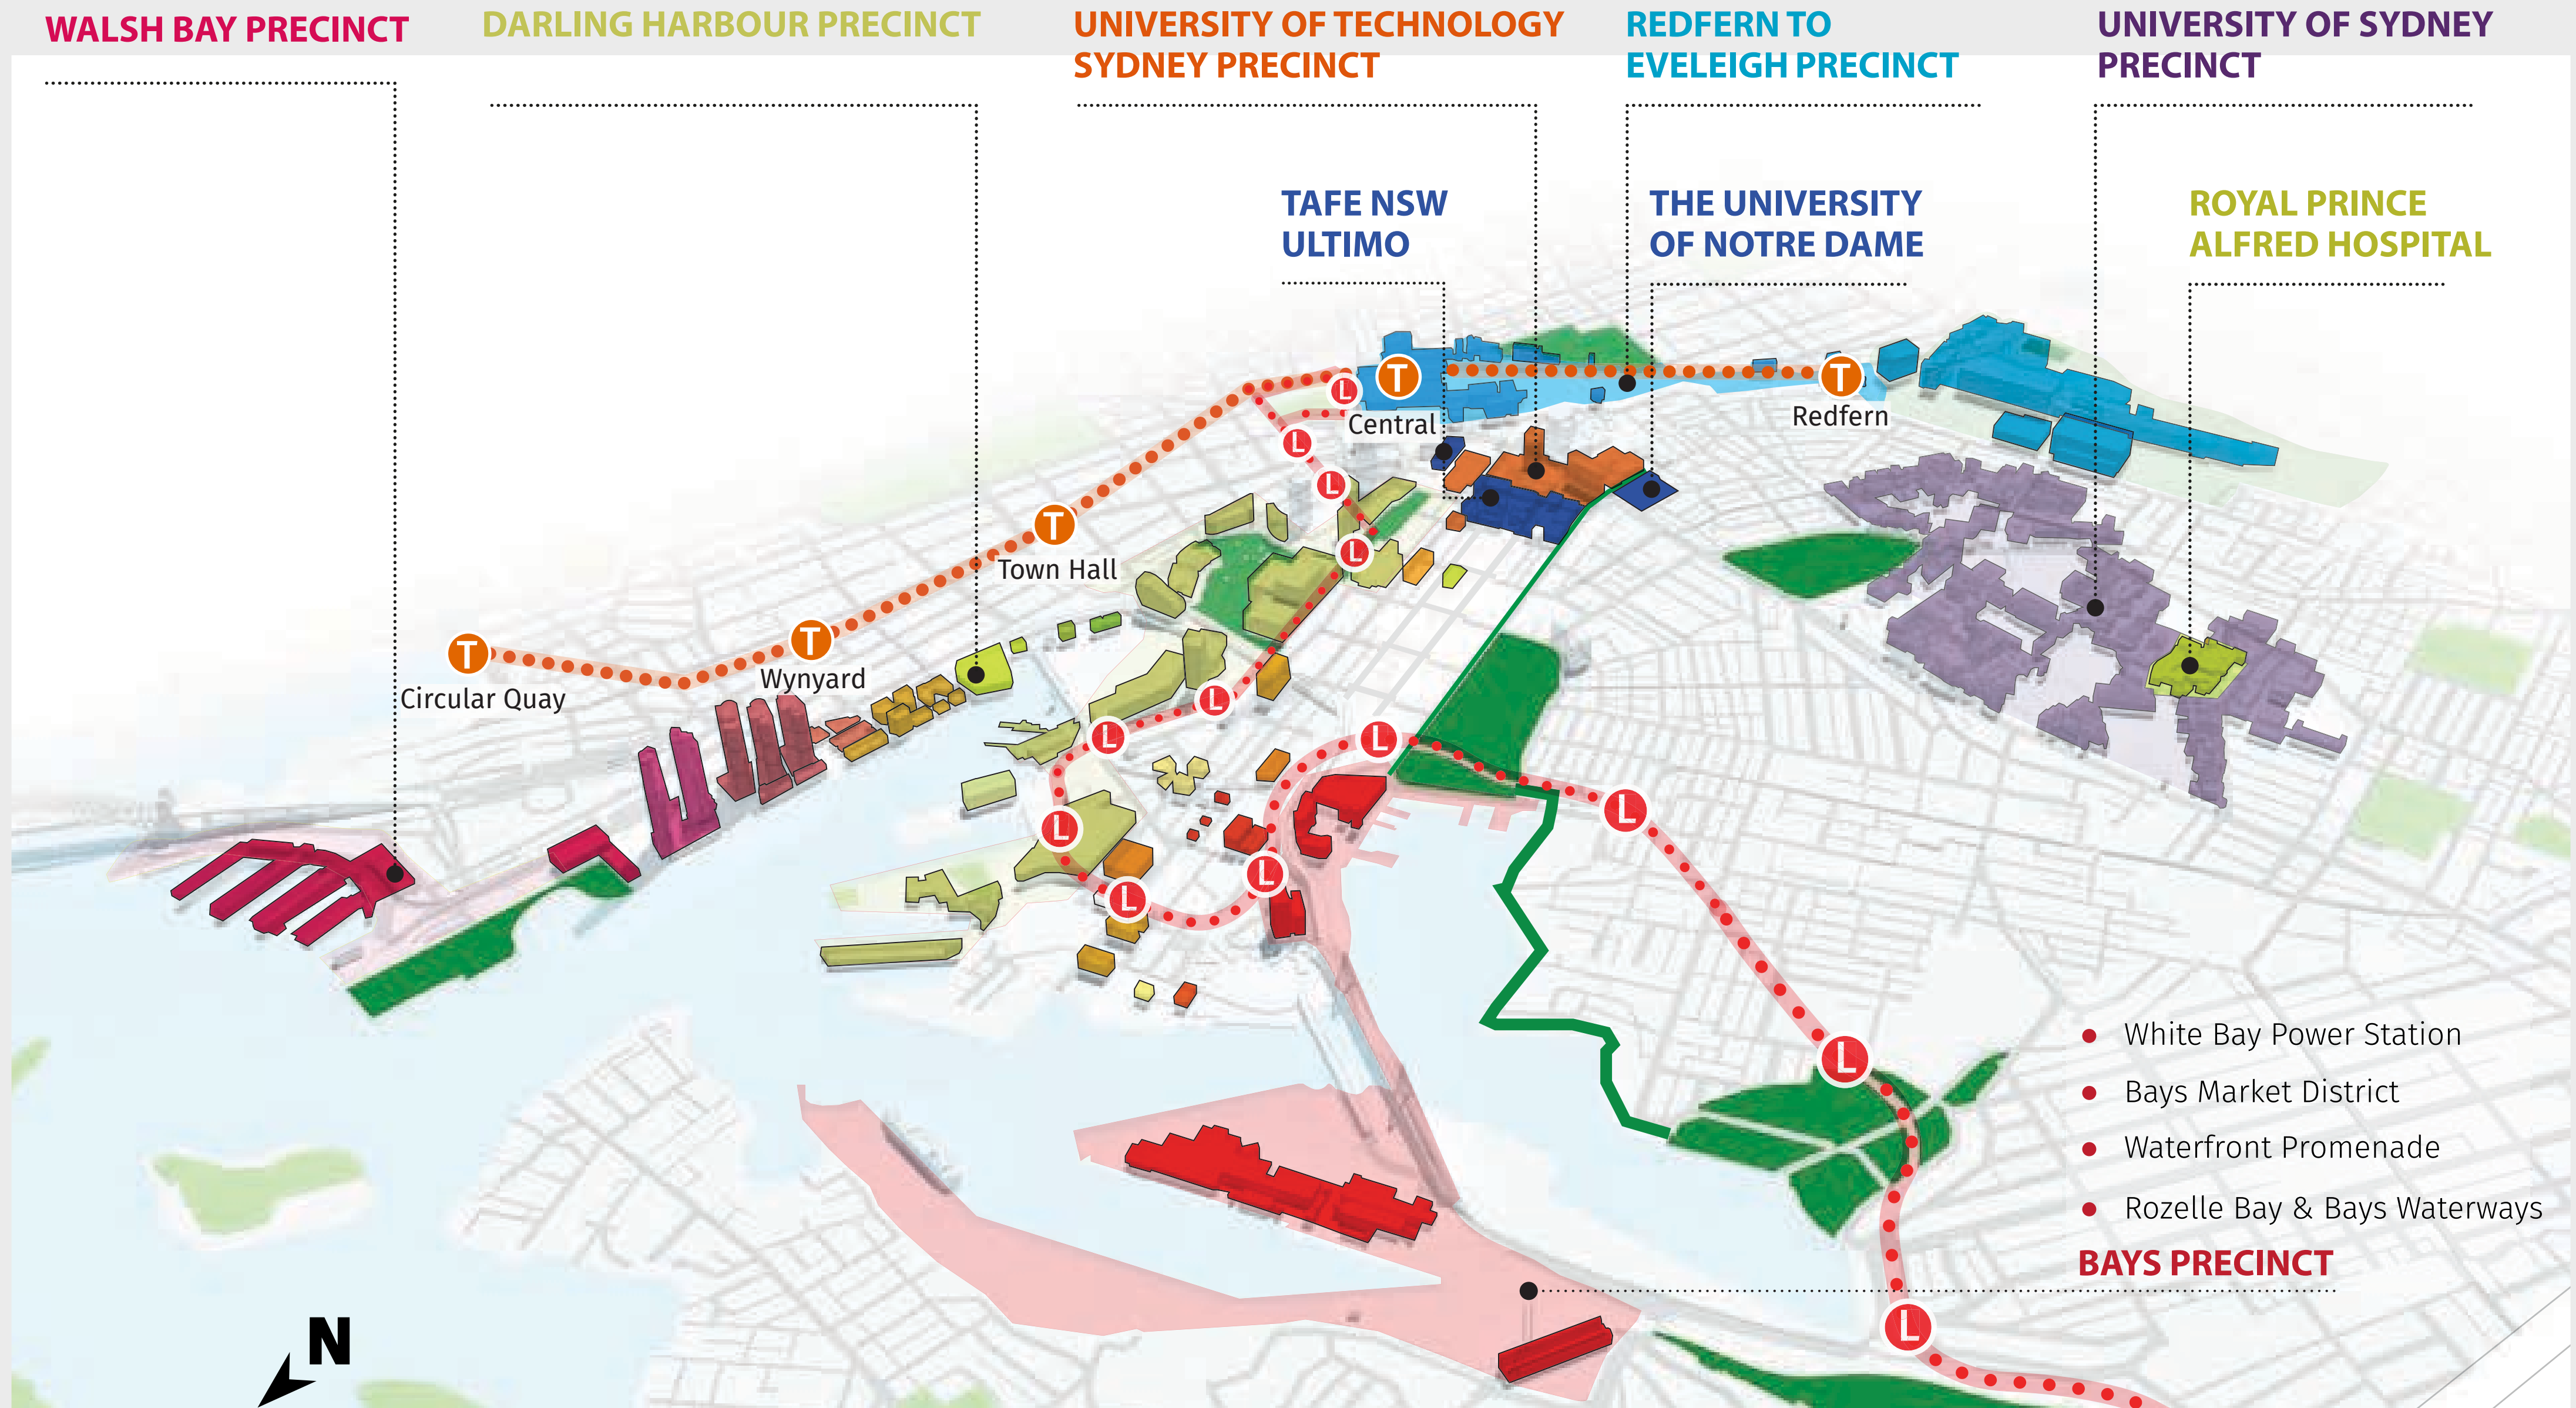 WALSH BAY PRECINCT
DARLING HARBOUR PRECINCT
UNIVERSITY OF TECHNOLOGY
SYDNEY PRECINCT
REDFERN TO
EVELEIGH PRECINCT
UNIVERSITY OF SYDNEY
PRECINCT
TAFE NSW
ULTIMO
THE UNIVERSITY
OF NOTRE DAME
ROYAL PRINCE
ALFRED HOSPITAL
T
T
L
Central
Redfern
L
L
T
L
Town Hall
T
T
Wynyard
Circular Quay
L
L
L
L
L
L
L
L
• White Bay Power Station
• Bays Market District
• Waterfront Promenade
• Rozelle Bay & Bays Waterways
BAYS PRECINCT
L
N